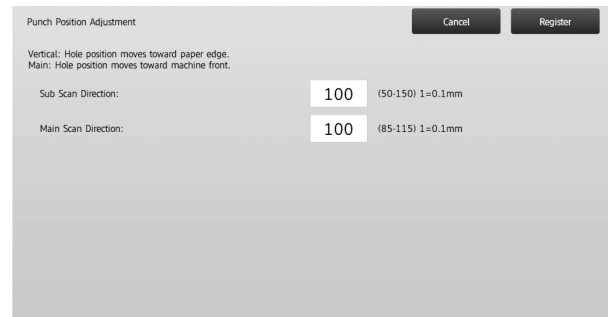 Punch Position Adjustment
Cancel
Register
Vertical: Hole position moves toward paper edge.
Main: Hole position moves toward machine front.
Sub Scan Direction:
100
(50-150) 1=0.1mm
Main Scan Direction:
100
(85-115) 1=0.1mm